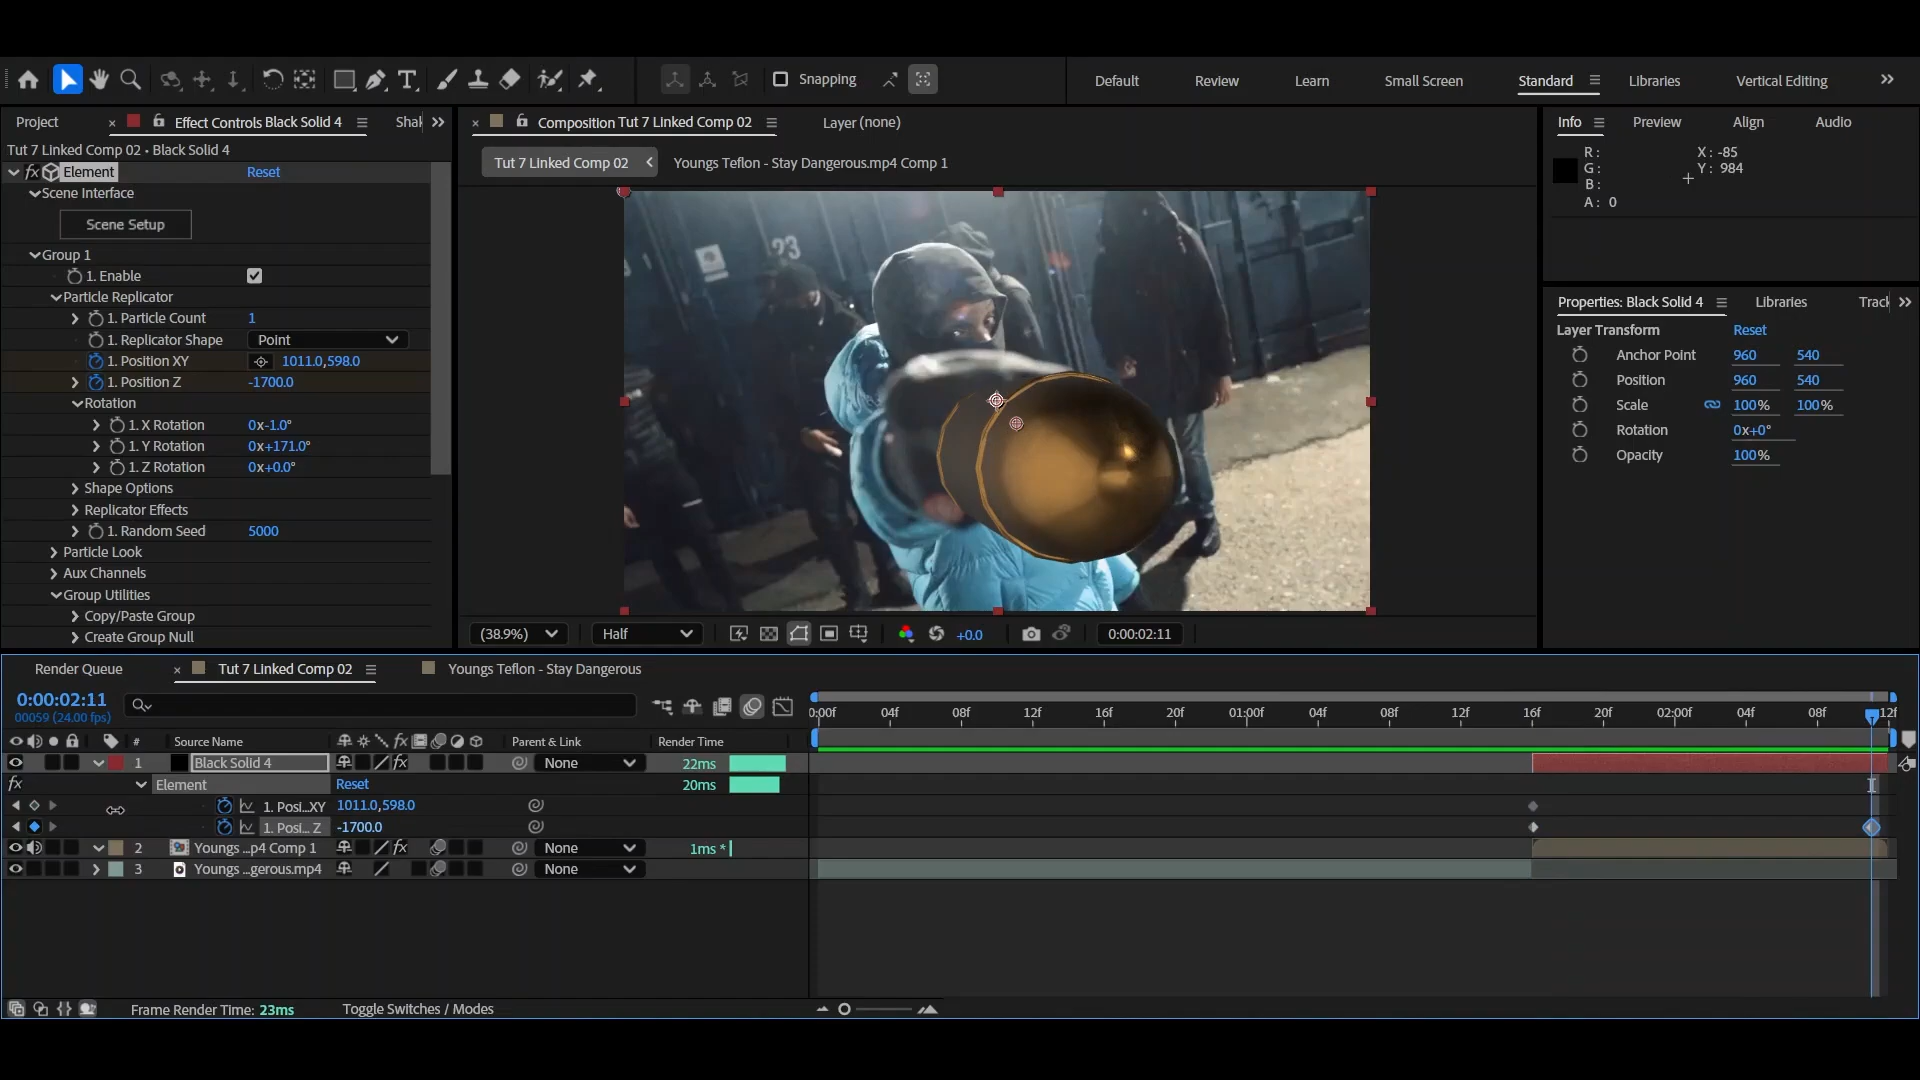 Snapping
Default
Review
Learn
Small Screen
Standard
Libraries
Vertical Editing
Project
Effect Controls Black Solid 4
Shal
Tut 7 Linked Comp 02 • Black Solid 4
fx Element Reset
Scene Interface
Scene Setup
Group 1
1. Enable
Particle Replicator
1. Particle Count 1
1. Replicator Shape Point
1. Position XY 1011.0,598.0
1. Position Z -1700.0
Rotation
1. X Rotation 0x-1.0°
1. Y Rotation 0x+171.0°
1. Z Rotation 0x+0.0°
Shape Options
Replicator Effects
1. Random Seed 5000
Particle Look
Aux Channels
Group Utilities
Copy/Paste Group
Create Group Null
Composition Tut 7 Linked Comp 02
Layer (none)
Tut 7 Linked Comp 02
Youngs Teflon - Stay Dangerous.mp4 Comp 1
23
(38.9%) Half +0.0 0:00:02:11
Info
Preview
Align
Audio
R:
G:
B:
A: 0
X: -85
Y: 984
Properties: Black Solid 4
Libraries
Track
Layer Transform Reset
Anchor Point 960 540
Position 960 540
Scale 100% 100%
Rotation 0x+0°
Opacity 100%
Render Queue
Tut 7 Linked Comp 02
Youngs Teflon - Stay Dangerous
0:00:02:11
00059 (24.00 fps)
0:00f 04f 08f 12f 16f 20f 01:00f 04f 08f 12f 16f 20f 02:00f 04f 08f 12f
# Source Name fx Parent & Link Render Time
1 Black Solid 4 fx None 22ms
fx Element Reset 20ms
1. Posi...XY 1011.0,598.0
1. Posi... Z -1700.0
2 Youngs ...p4 Comp 1 fx None 1ms *
3 Youngs ...gerous.mp4 None
Frame Render Time: 23ms
Toggle Switches / Modes